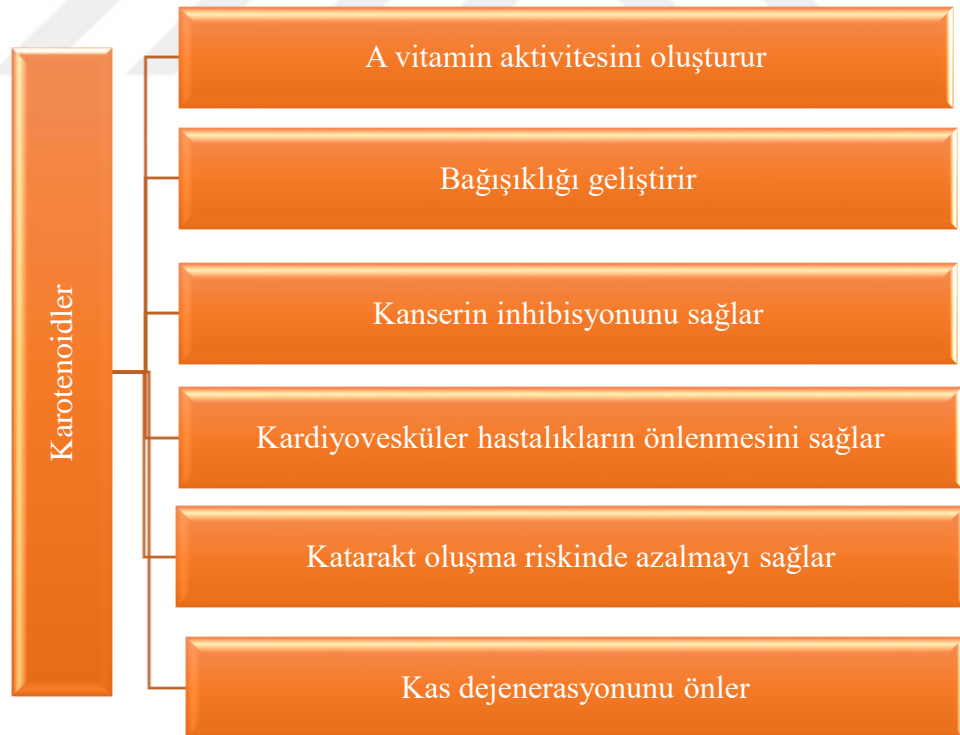 Karotenoidler
A vitamin aktivitesini oluşturur
Bağışıklığı geliştirir
Kanserin inhibisyonunu sağlar
Kardiyovesküler hastalıkların önlenmesini sağlar
Katarakt oluşma riskinde azalmayı sağlar
Kas dejenerasyonunu önler